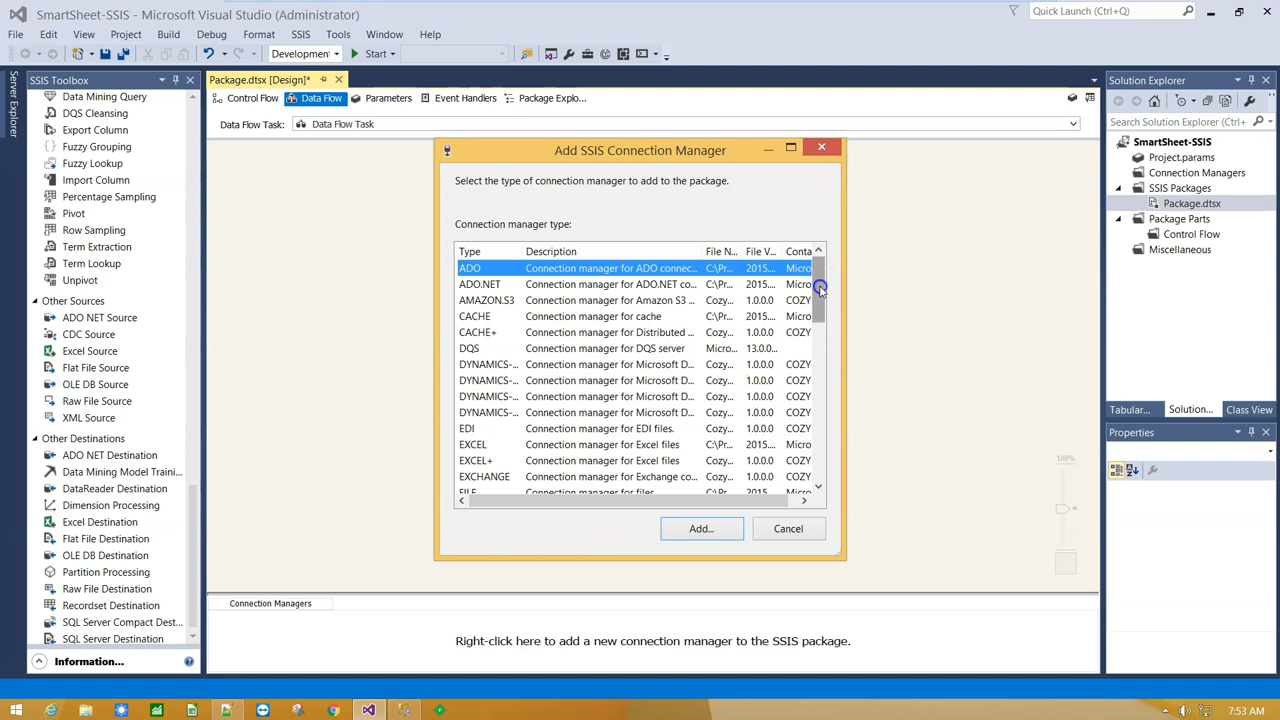 SmartSheet-SSIS - Microsoft Visual Studio (Administrator)
Quick Launch (Ctrl+Q)
File Edit View Project Build Debug Format SSIS Tools Window Help
Development Start
Server Explorer
SSIS Toolbox
Data Mining Query
DQS Cleansing
Export Column
Fuzzy Grouping
Fuzzy Lookup
Import Column
Percentage Sampling
Pivot
Row Sampling
Term Extraction
Term Lookup
Unpivot
Other Sources
ADO NET Source
CDC Source
Excel Source
Flat File Source
OLE DB Source
Raw File Source
XML Source
Other Destinations
ADO NET Destination
Data Mining Model Traini...
DataReader Destination
Dimension Processing
Excel Destination
Flat File Destination
OLE DB Destination
Partition Processing
Raw File Destination
Recordset Destination
SQL Server Compact Dest...
SQL Server Destination
Information...
Package.dtsx [Design]*
Control Flow Data Flow Parameters Event Handlers Package Explo...
Data Flow Task: Data Flow Task
Add SSIS Connection Manager
Select the type of connection manager to add to the package.
Connection manager type:
Type Description File N... File V... Conta
ADO Connection manager for ADO connec... C:\Pr... 2015.... Micro
ADO.NET Connection manager for ADO.NET co... C:\Pr... 2015.... Micro
AMAZON.S3 Connection manager for Amazon S3 ... Cozy... 1.0.0.0 COZY
CACHE Connection manager for cache C:\Pr... 2015.... Micro
CACHE+ Connection manager for Distributed ... Cozy... 1.0.0.0 COZY
DQS Connection manager for DQS server Micro... 13.0.0...
DYNAMICS-... Connection manager for Microsoft D... Cozy... 1.0.0.0 COZY
DYNAMICS-... Connection manager for Microsoft D... Cozy... 1.0.0.0 COZY
DYNAMICS-... Connection manager for Microsoft D... Cozy... 1.0.0.0 COZY
DYNAMICS-... Connection manager for Microsoft D... Cozy... 1.0.0.0 COZY
EDI Connection manager for EDI files. Cozy... 1.0.0.0 COZY
EXCEL Connection manager for Excel files C:\Pr... 2015.... Micro
EXCEL+ Connection manager for Excel files Cozy... 1.0.0.0 COZY
EXCHANGE Connection manager for Exchange co... Cozy... 1.0.0.0 COZY
FILE Connection manager for files C:\Pr... 2015.... Micro
Add... Cancel
100%
Connection Managers
Right-click here to add a new connection manager to the SSIS package.
Solution Explorer
Search Solution Explorer (Ctrl+
SmartSheet-SSIS
Project.params
Connection Managers
SSIS Packages
Package.dtsx
Package Parts
Control Flow
Miscellaneous
Tabular... Solution... Class View
Properties
7:53 AM